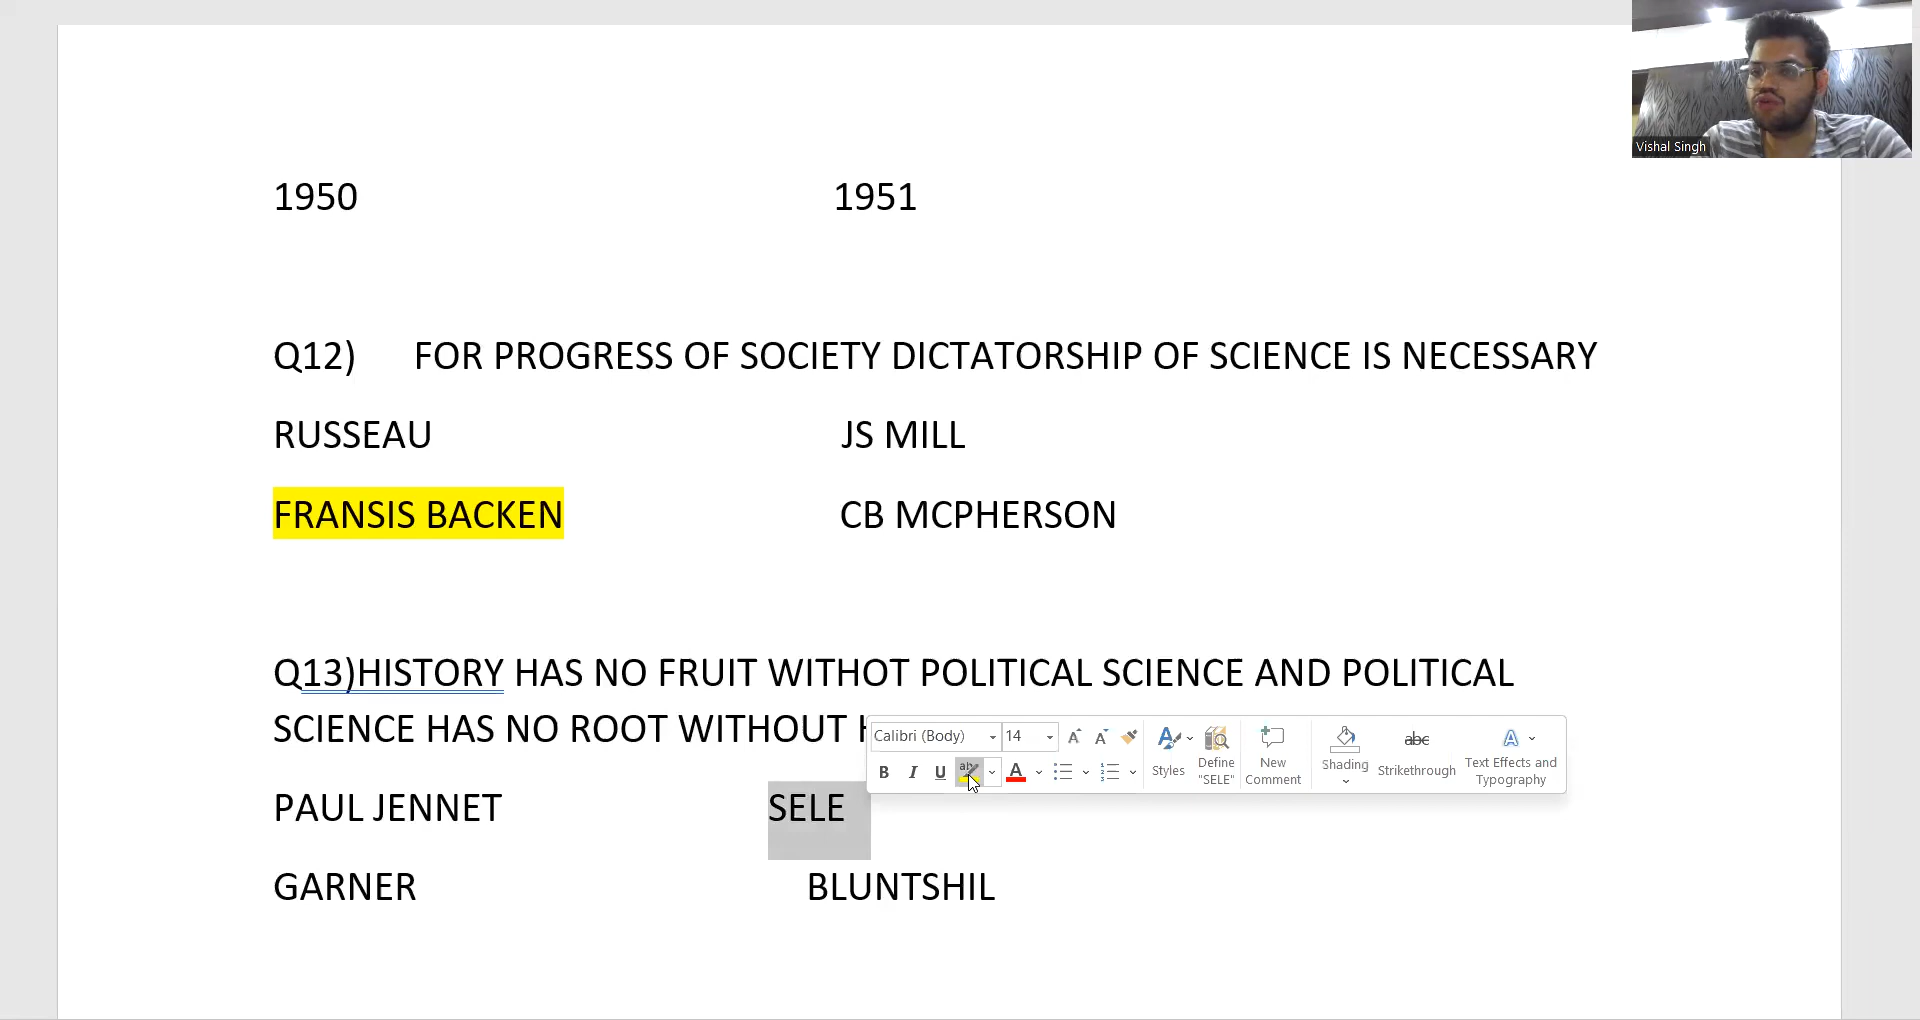 Vishal Singh
1950 1951
Q12) FOR PROGRESS OF SOCIETY DICTATORSHIP OF SCIENCE IS NECESSARY
RUSSEAU JS MILL
FRANSIS BACKEN CB MCPHERSON
Q13)HISTORY HAS NO FRUIT WITHOT POLITICAL SCIENCE AND POLITICAL
SCIENCE HAS NO ROOT WITHOUT
Calibri (Body) 14
B I U Styles Define "SELE" New Comment Shading abc Strikethrough Text Effects and Typography
PAUL JENNET SELE
GARNER BLUNTSHIL